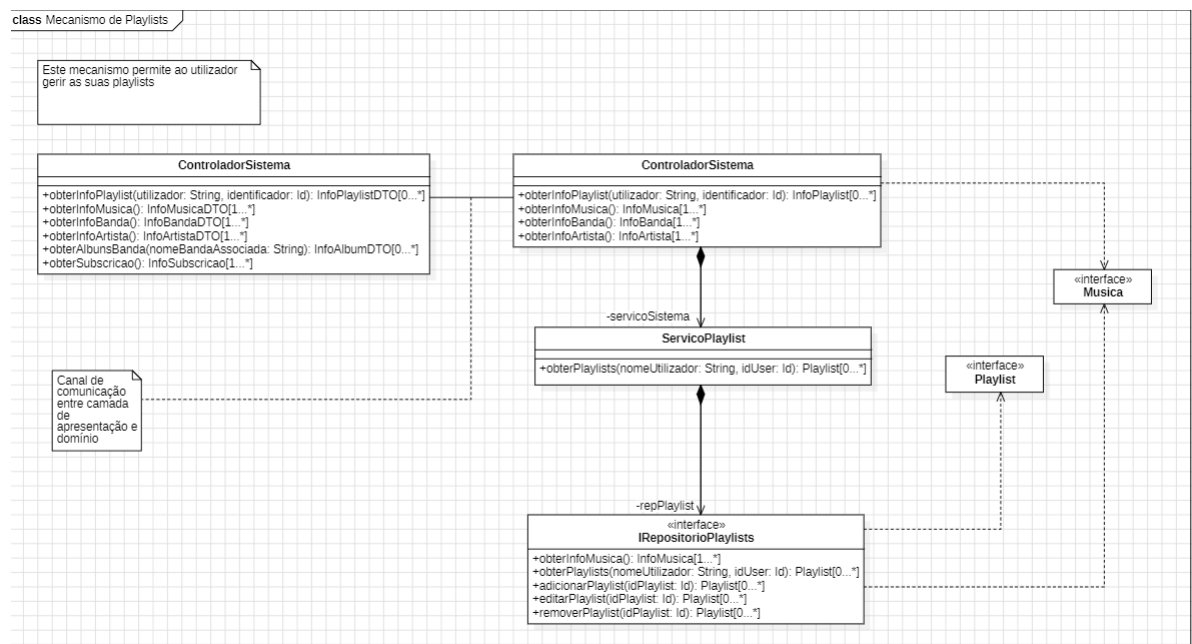 class Mecanismo de Playlists
Este mecanismo permite ao utilizador
gerir as suas playlists
ControladorSistema
+obterInfoPlaylist(utilizador: String, identificador: Id): InfoPlaylistDTO[0...*]
+obterInfoMusica(): InfoMusicaDTO[1...*]
+obterInfoBanda(): InfoBandaDTO[1...*]
+obterInfoArtista(): InfoArtistaDTO[1...*]
+obterAlbunsBanda(nomeBandaAssociada: String): InfoAlbumDTO[0...*]
+obterSubscricao(): InfoSubscricao[1...*]
ControladorSistema
+obterInfoPlaylist(utilizador: String, identificador: Id): InfoPlaylist[0...*]
+obterInfoMusica(): InfoMusica[1...*]
+obterInfoBanda(): InfoBanda[1...*]
+obterInfoArtista(): InfoArtista[1...*]
«interface»
Musica
-servicoSistema
ServicoPlaylist
+obterPlaylists(nomeUtilizador: String, idUser: Id): Playlist[0...*]
«interface»
Playlist
Canal de
comunicação
entre camada
de
apresentação e
domínio
-repPlaylist
«interface»
IRepositorioPlaylists
+obterInfoMusica(): InfoMusica[1...*]
+obterPlaylists(nomeUtilizador: String, idUser: Id): Playlist[0...*]
+adicionarPlaylist(idPlaylist: Id): Playlist[0...*]
+editarPlaylist(idPlaylist: Id): Playlist[0...*]
+removerPlaylist(idPlaylist: Id): Playlist[0...*]